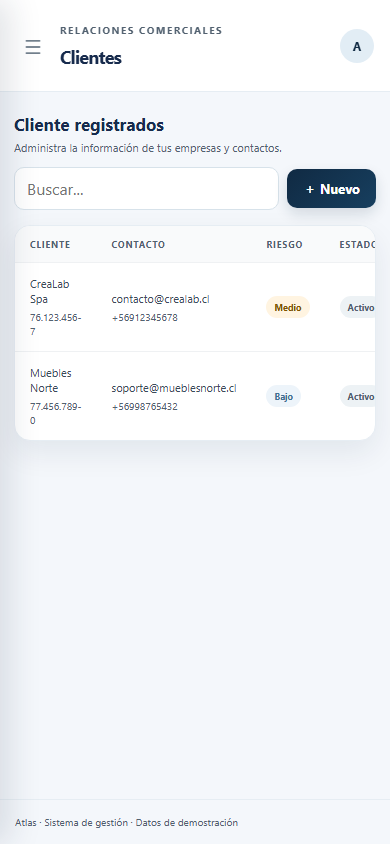 RELACIONES COMERCIALES
Clientes
A
Cliente registrados
Administra la información de tus empresas y contactos.
Buscar...
+ Nuevo
CLIENTE CONTACTO RIESGO ESTADO
CreaLab
Spa
76.123.456-
7
contacto@crealab.cl
+56912345678
Medio
Activo
Muebles
Norte
77.456.789-
0
soporte@mueblesnorte.cl
+56998765432
Bajo
Activo
Atlas · Sistema de gestión · Datos de demostración